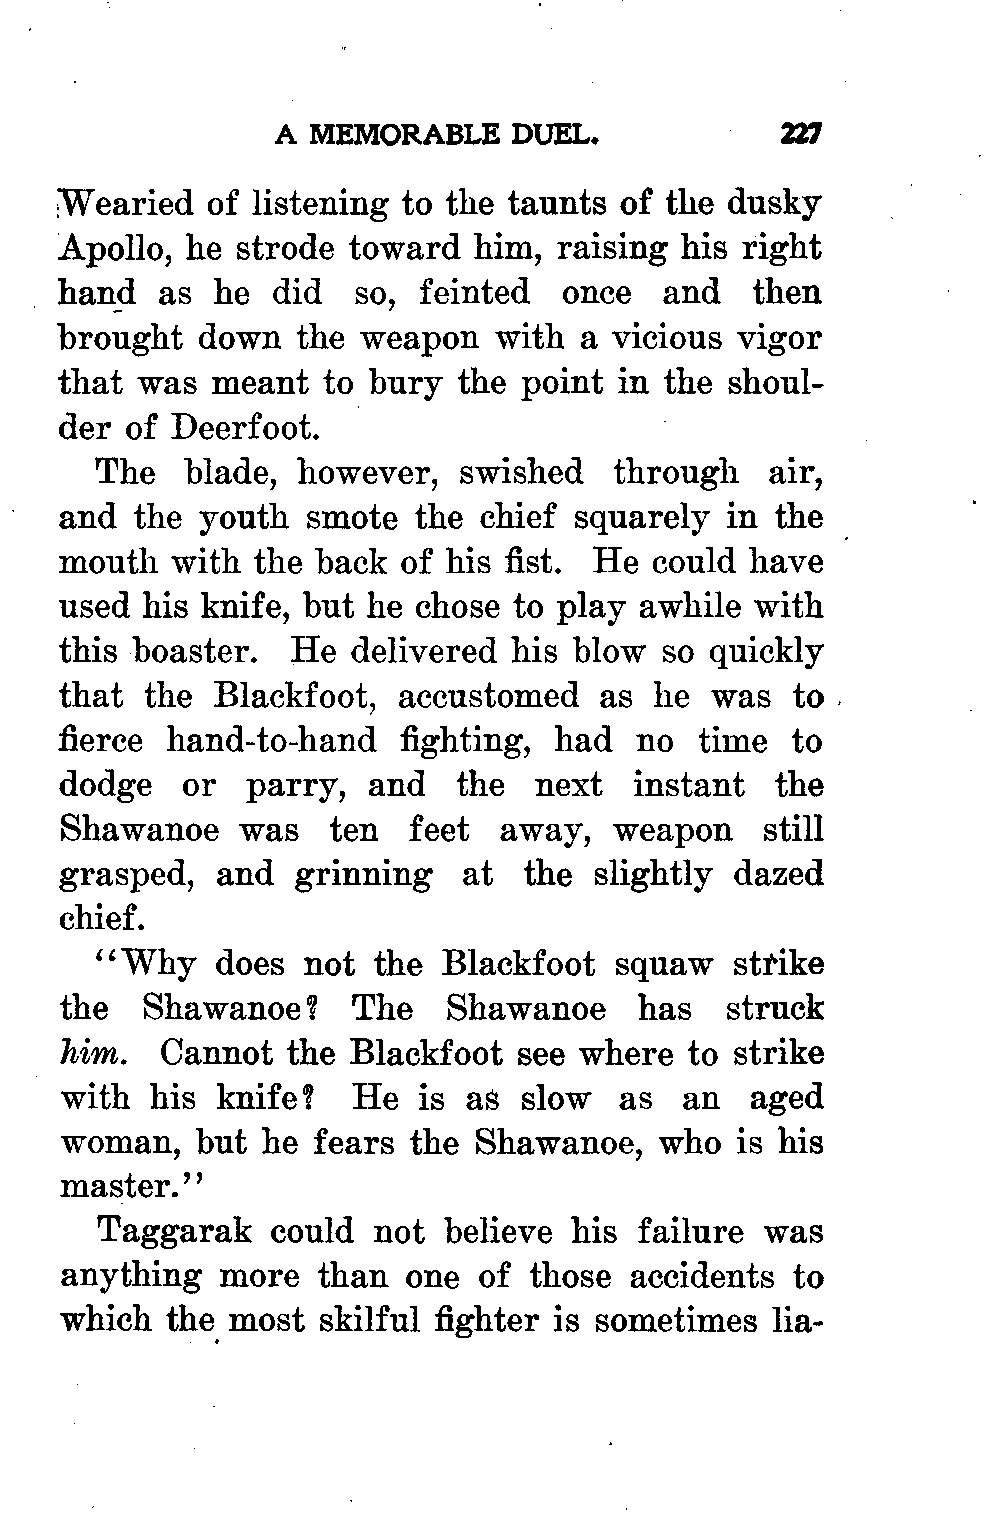 A MEMORABLE DUEL. 227
Wearied of listening to the taunts of the dusky
Apollo, he strode toward him, raising his right
hand as he did so, feinted once and then
brought down the weapon with a vicious vigor
that was meant to bury the point in the shoul-
der of Deerfoot.
The blade, however, swished through air,
and the youth smote the chief squarely in the
mouth with the back of his fist. He could have
used his knife, but he chose to play awhile with
this boaster. He delivered his blow so quickly
that the Blackfoot, accustomed as he was to
fierce hand-to-hand fighting, had no time to
dodge or parry, and the next instant the
Shawanoe was ten feet away, weapon still
grasped, and grinning at the slightly dazed
chief.
"Why does not the Blackfoot squaw strike
the Shawanoe? The Shawanoe has struck
him. Cannot the Blackfoot see where to strike
with his knife? He is as slow as an aged
woman, but he fears the Shawanoe, who is his
master."
Taggarak could not believe his failure was
anything more than one of those accidents to
which the most skilful fighter is sometimes lia-